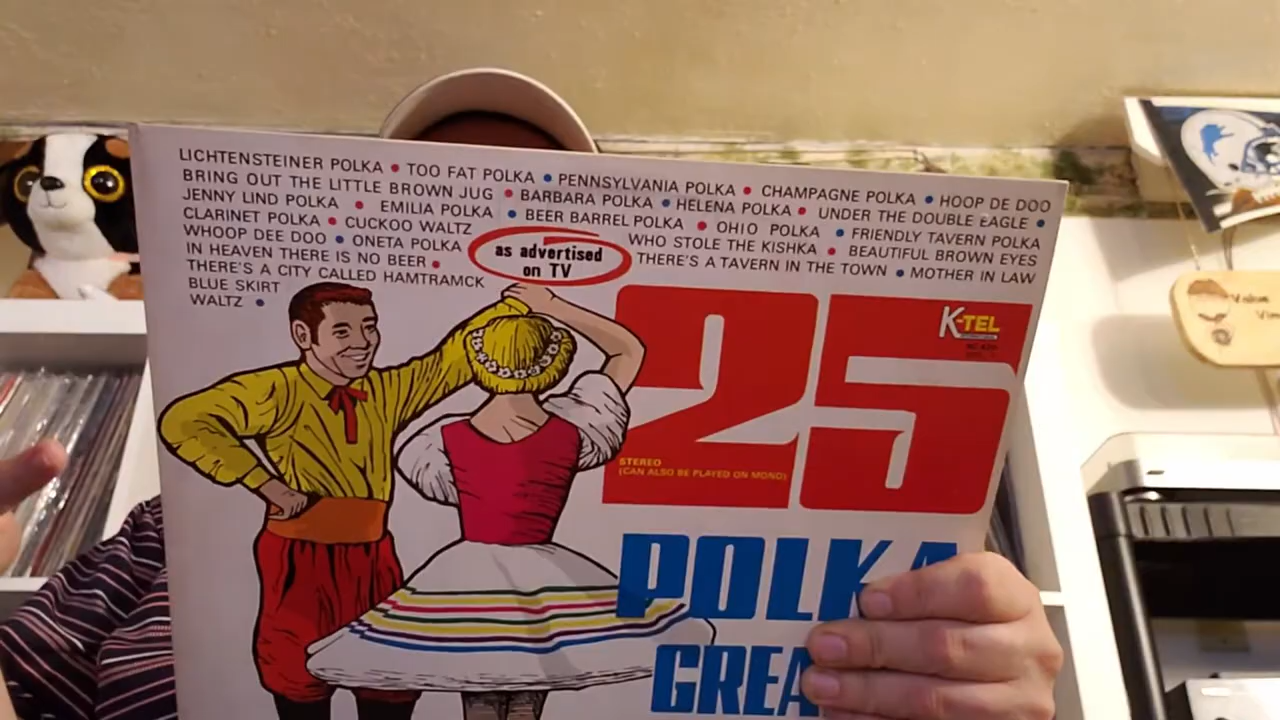 LICHTENSTEINER POLKA • TOO FAT POLKA • PENNSYLVANIA POLKA • CHAMPAGNE POLKA • HOOP DE DOO
BRING OUT THE LITTLE BROWN JUG • BARBARA POLKA • HELENA POLKA • UNDER THE DOUBLE EAGLE •
JENNY LIND POLKA • EMILIA POLKA • BEER BARREL POLKA • OHIO POLKA • FRIENDLY TAVERN POLKA
CLARINET POLKA • CUCKOO WALTZ WHO STOLE THE KISHKA • BEAUTIFUL BROWN EYES
WHOOP DEE DOO • ONETA POLKA THERE'S A TAVERN IN THE TOWN • MOTHER IN LAW
IN HEAVEN THERE IS NO BEER •
THERE'S A CITY CALLED HAMTRAMCK
BLUE SKIRT
WALTZ •
as advertised
on TV
25
K-TEL
STEREO
(CAN ALSO BE PLAYED ON MONO)
POLKA
GREA